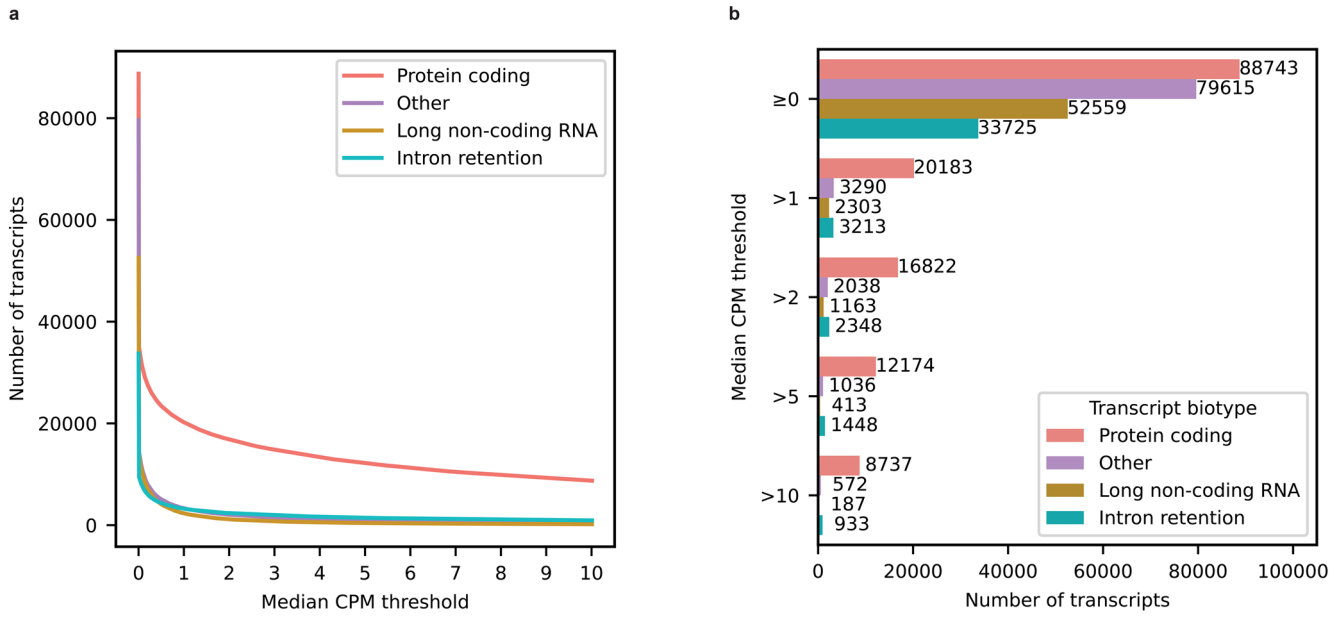 a
Protein coding
Other
Long non-coding RNA
Intron retention
80000
60000
40000
20000
0
Number of transcripts
0 1 2 3 4 5 6 7 8 9 10
Median CPM threshold
b
≥0
88743
79615
52559
33725
>1
20183
3290
2303
3213
>2
16822
2038
1163
2348
>5
12174
1036
413
1448
>10
8737
572
187
933
Median CPM threshold
Transcript biotype
Protein coding
Other
Long non-coding RNA
Intron retention
0 20000 40000 60000 80000 100000
Number of transcripts